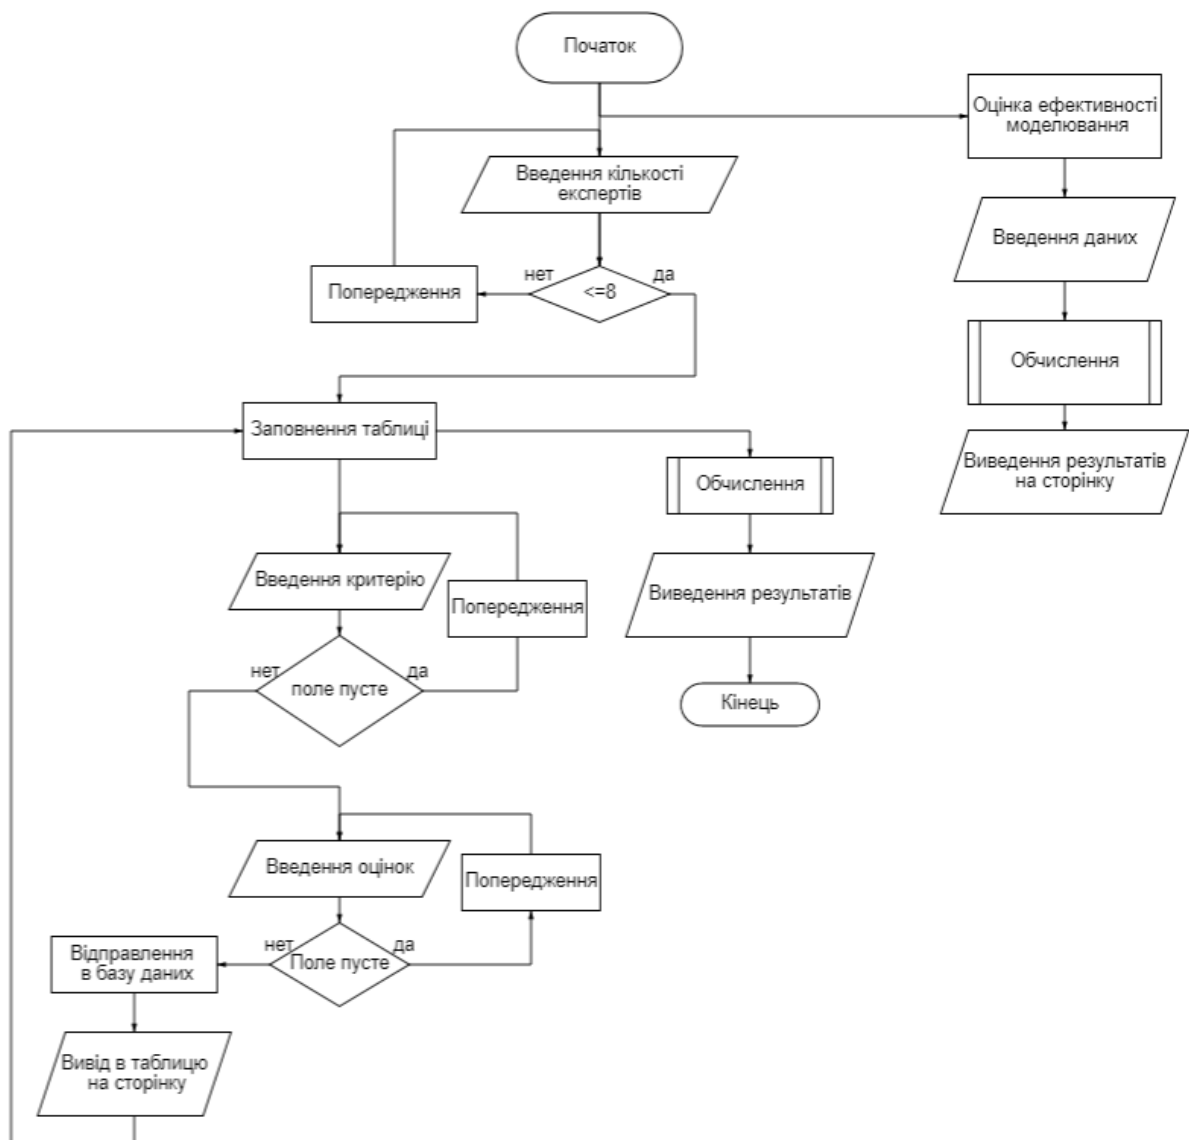 Початок
Оцінка ефективності
моделювання
Введення кількості
експертів
Введення даних
нет
да
Попередження
<=8
Обчислення
Заповнення таблиці
Виведення результатів
на сторінку
Обчислення
Введення критерію
Попередження
Виведення результатів
нет
да
поле пусте
Кінець
Введення оцінок
Попередження
нет
да
Відправлення
в базу даних
Поле пусте
Вивід в таблицю
на сторінку